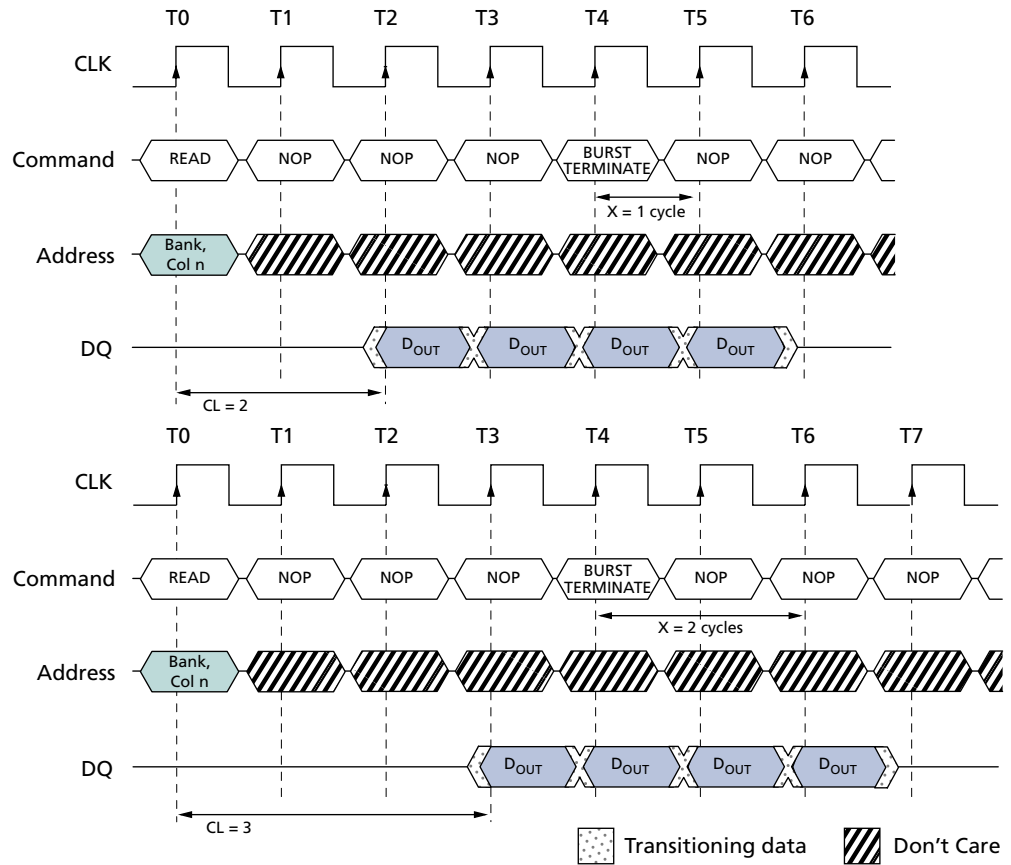 T0 T1 T2 T3 T4 T5 T6
CLK
Command READ NOP NOP NOP BURST TERMINATE NOP NOP
X = 1 cycle
Address Bank, Col n
DQ DOUT DOUT DOUT DOUT
CL = 2
T0 T1 T2 T3 T4 T5 T6 T7
CLK
Command READ NOP NOP NOP BURST TERMINATE NOP NOP NOP
X = 2 cycles
Address Bank, Col n
DQ DOUT DOUT DOUT DOUT
CL = 3
Transitioning data Don't Care